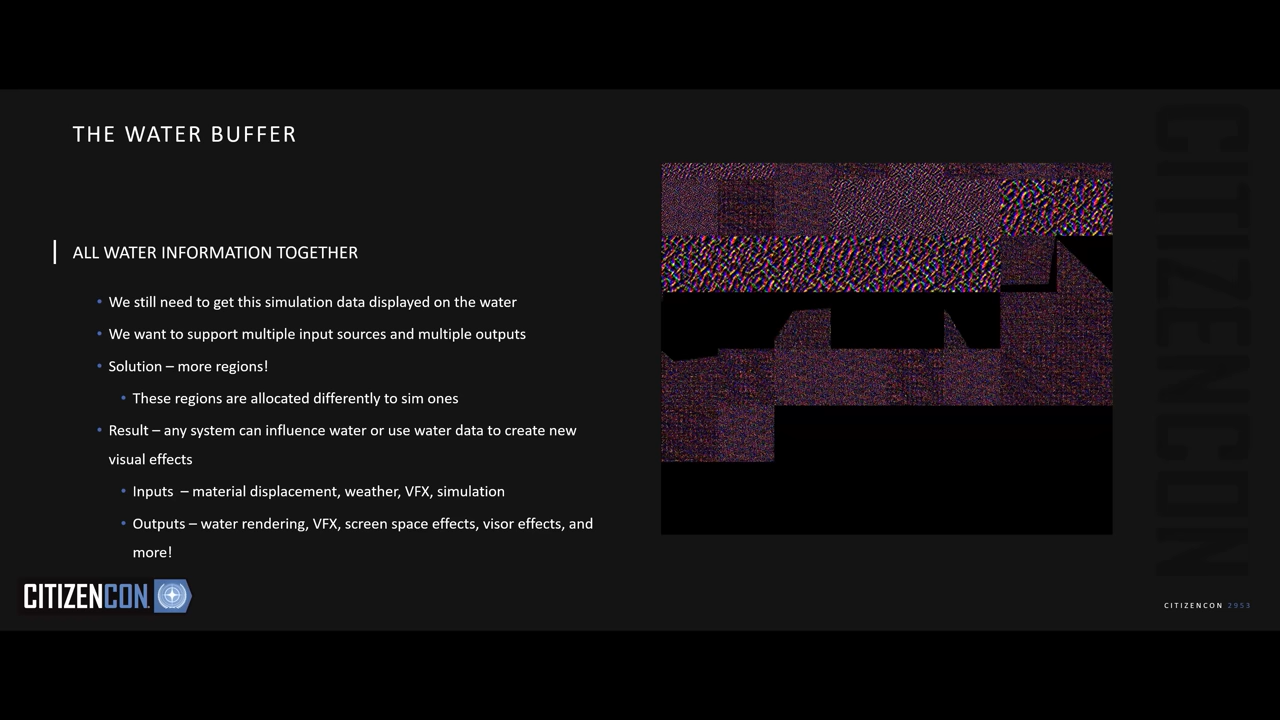 THE WATER BUFFER
ALL WATER INFORMATION TOGETHER
• We still need to get this simulation data displayed on the water
• We want to support multiple input sources and multiple outputs
• Solution – more regions!
• These regions are allocated differently to sim ones
• Result – any system can influence water or use water data to create new
visual effects
• Inputs – material displacement, weather, VFX, simulation
• Outputs – water rendering, VFX, screen space effects, visor effects, and
more!
CITIZENCON
CITIZENCON 2953
CITIZENCON